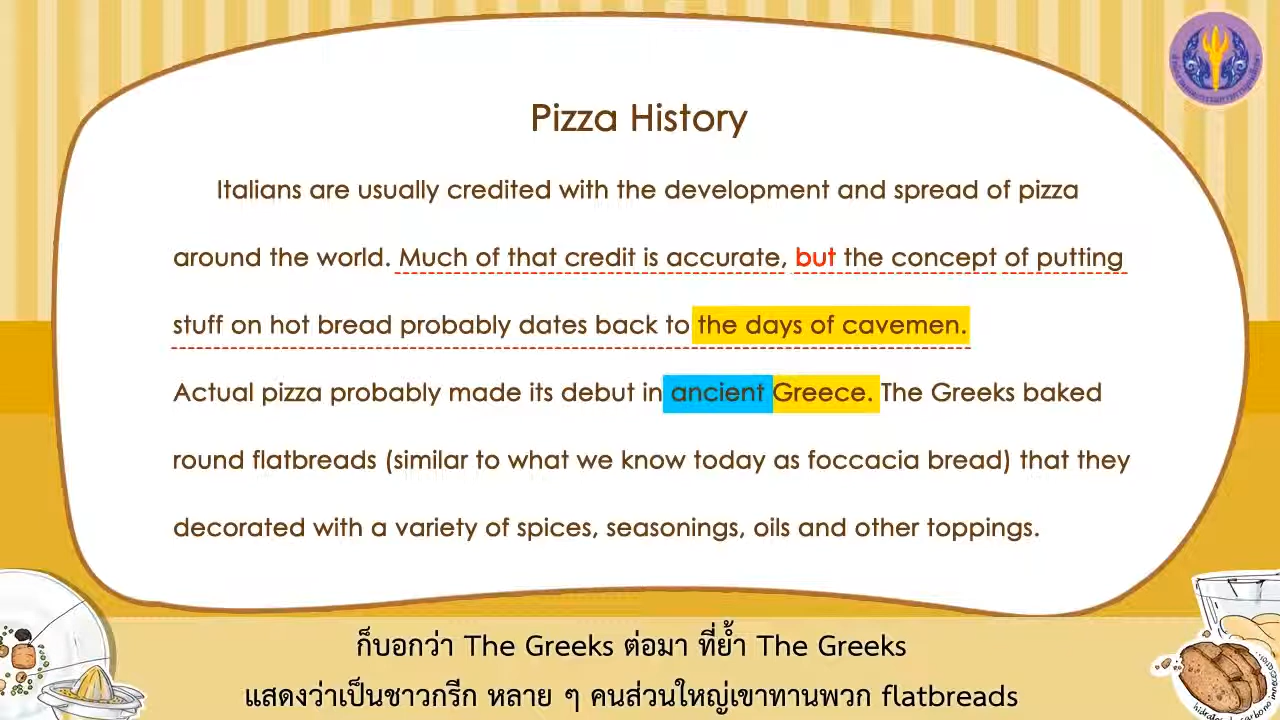 Pizza History
Italians are usually credited with the development and spread of pizza
around the world. Much of that credit is accurate, but the concept of putting
stuff on hot bread probably dates back to the days of cavemen.
Actual pizza probably made its debut in ancient Greece. The Greeks baked
round flatbreads (similar to what we know today as foccacia bread) that they
decorated with a variety of spices, seasonings, oils and other toppings.
ก็บอกว่า The Greeks ต่อมา ที่ย้ำ The Greeks
แสดงว่าเป็นชาวกรีก หลาย ๆ คนส่วนใหญ่เขาทานพวก flatbreads